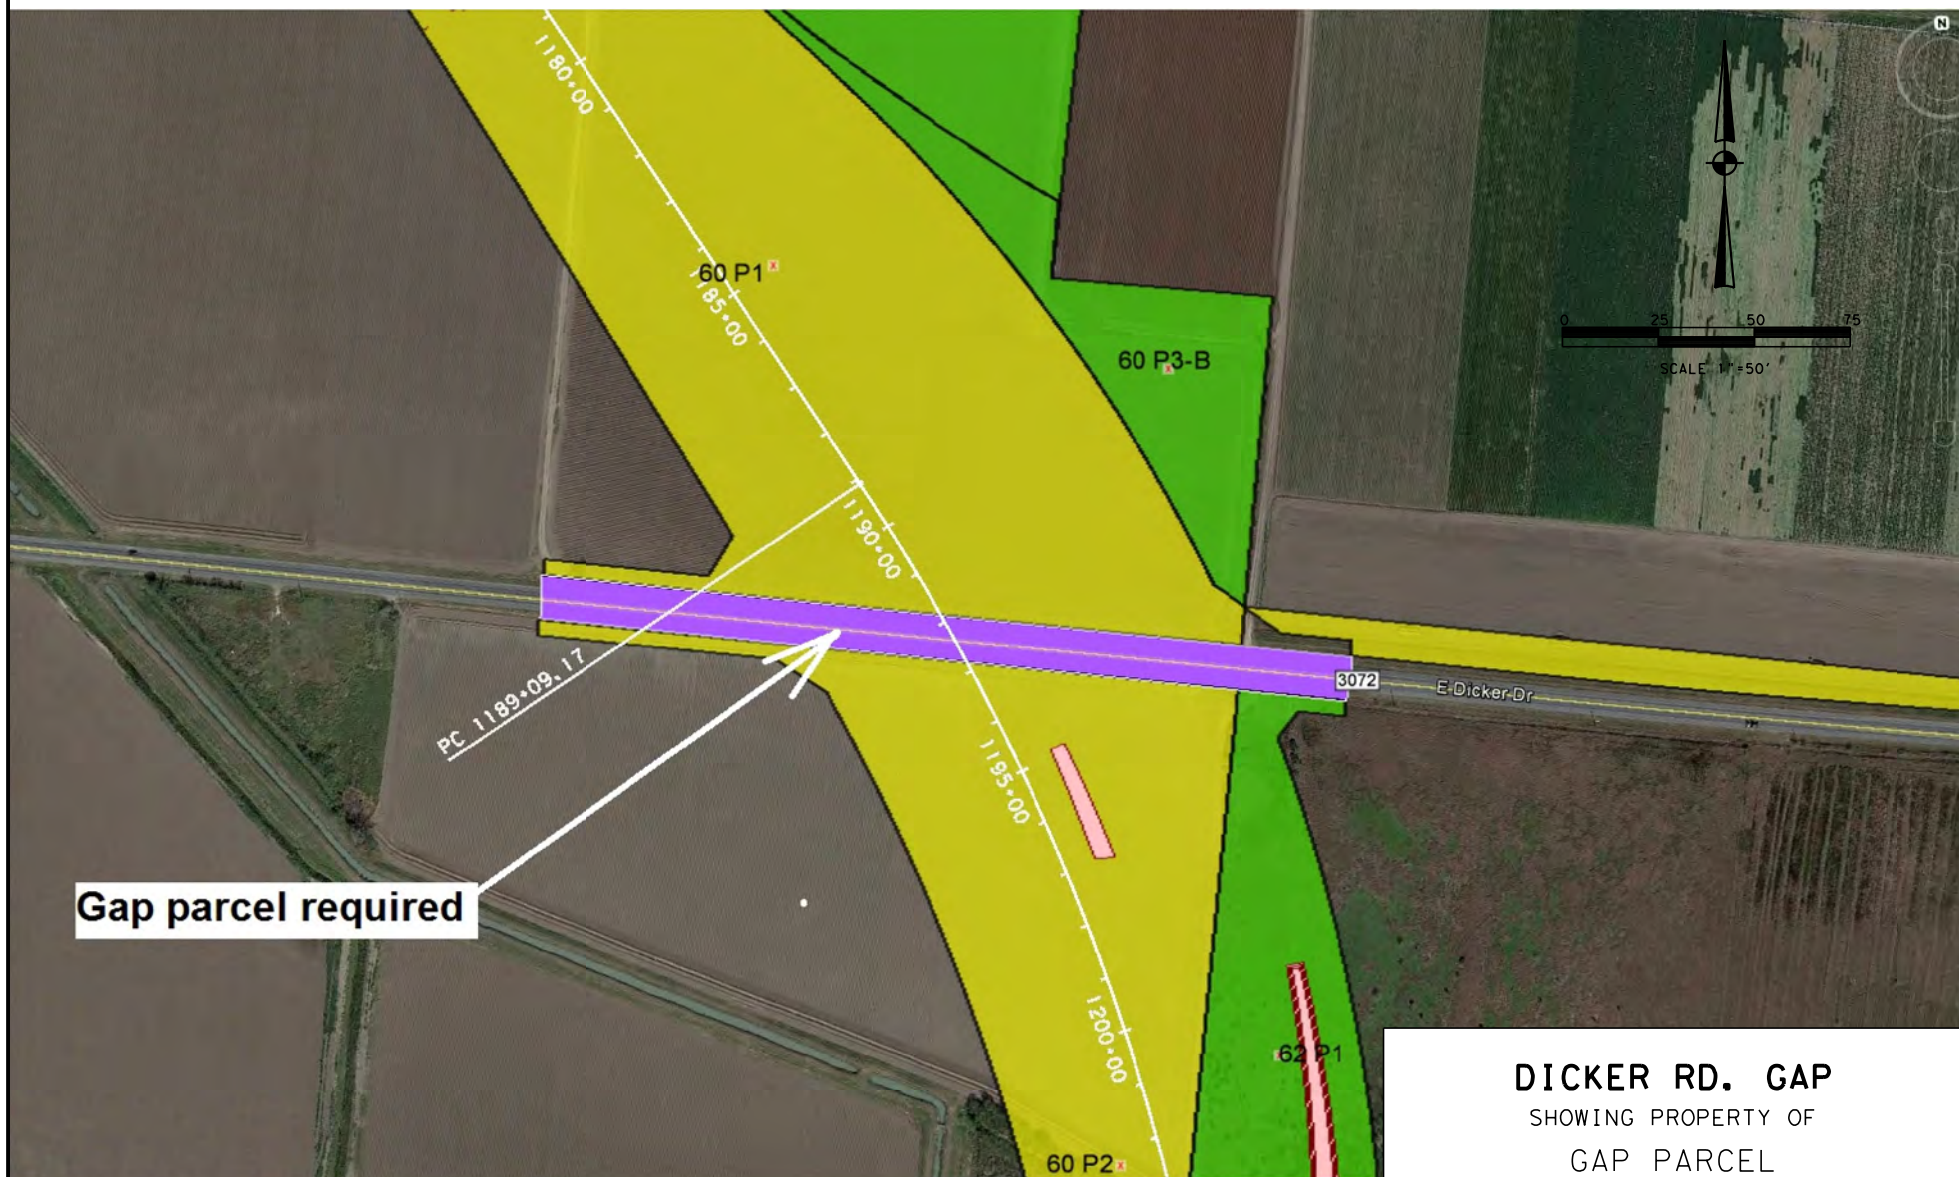 N
1180+00
0 25 50 75
SCALE 1"=50'
60 P1
1185+00
60 P3-B
1190+00
PC 1189+09.17
3072
E Dicker Dr
1195+00
Gap parcel required
1200+00
62 P1
60 P2
DICKER RD. GAP
SHOWING PROPERTY OF
GAP PARCEL